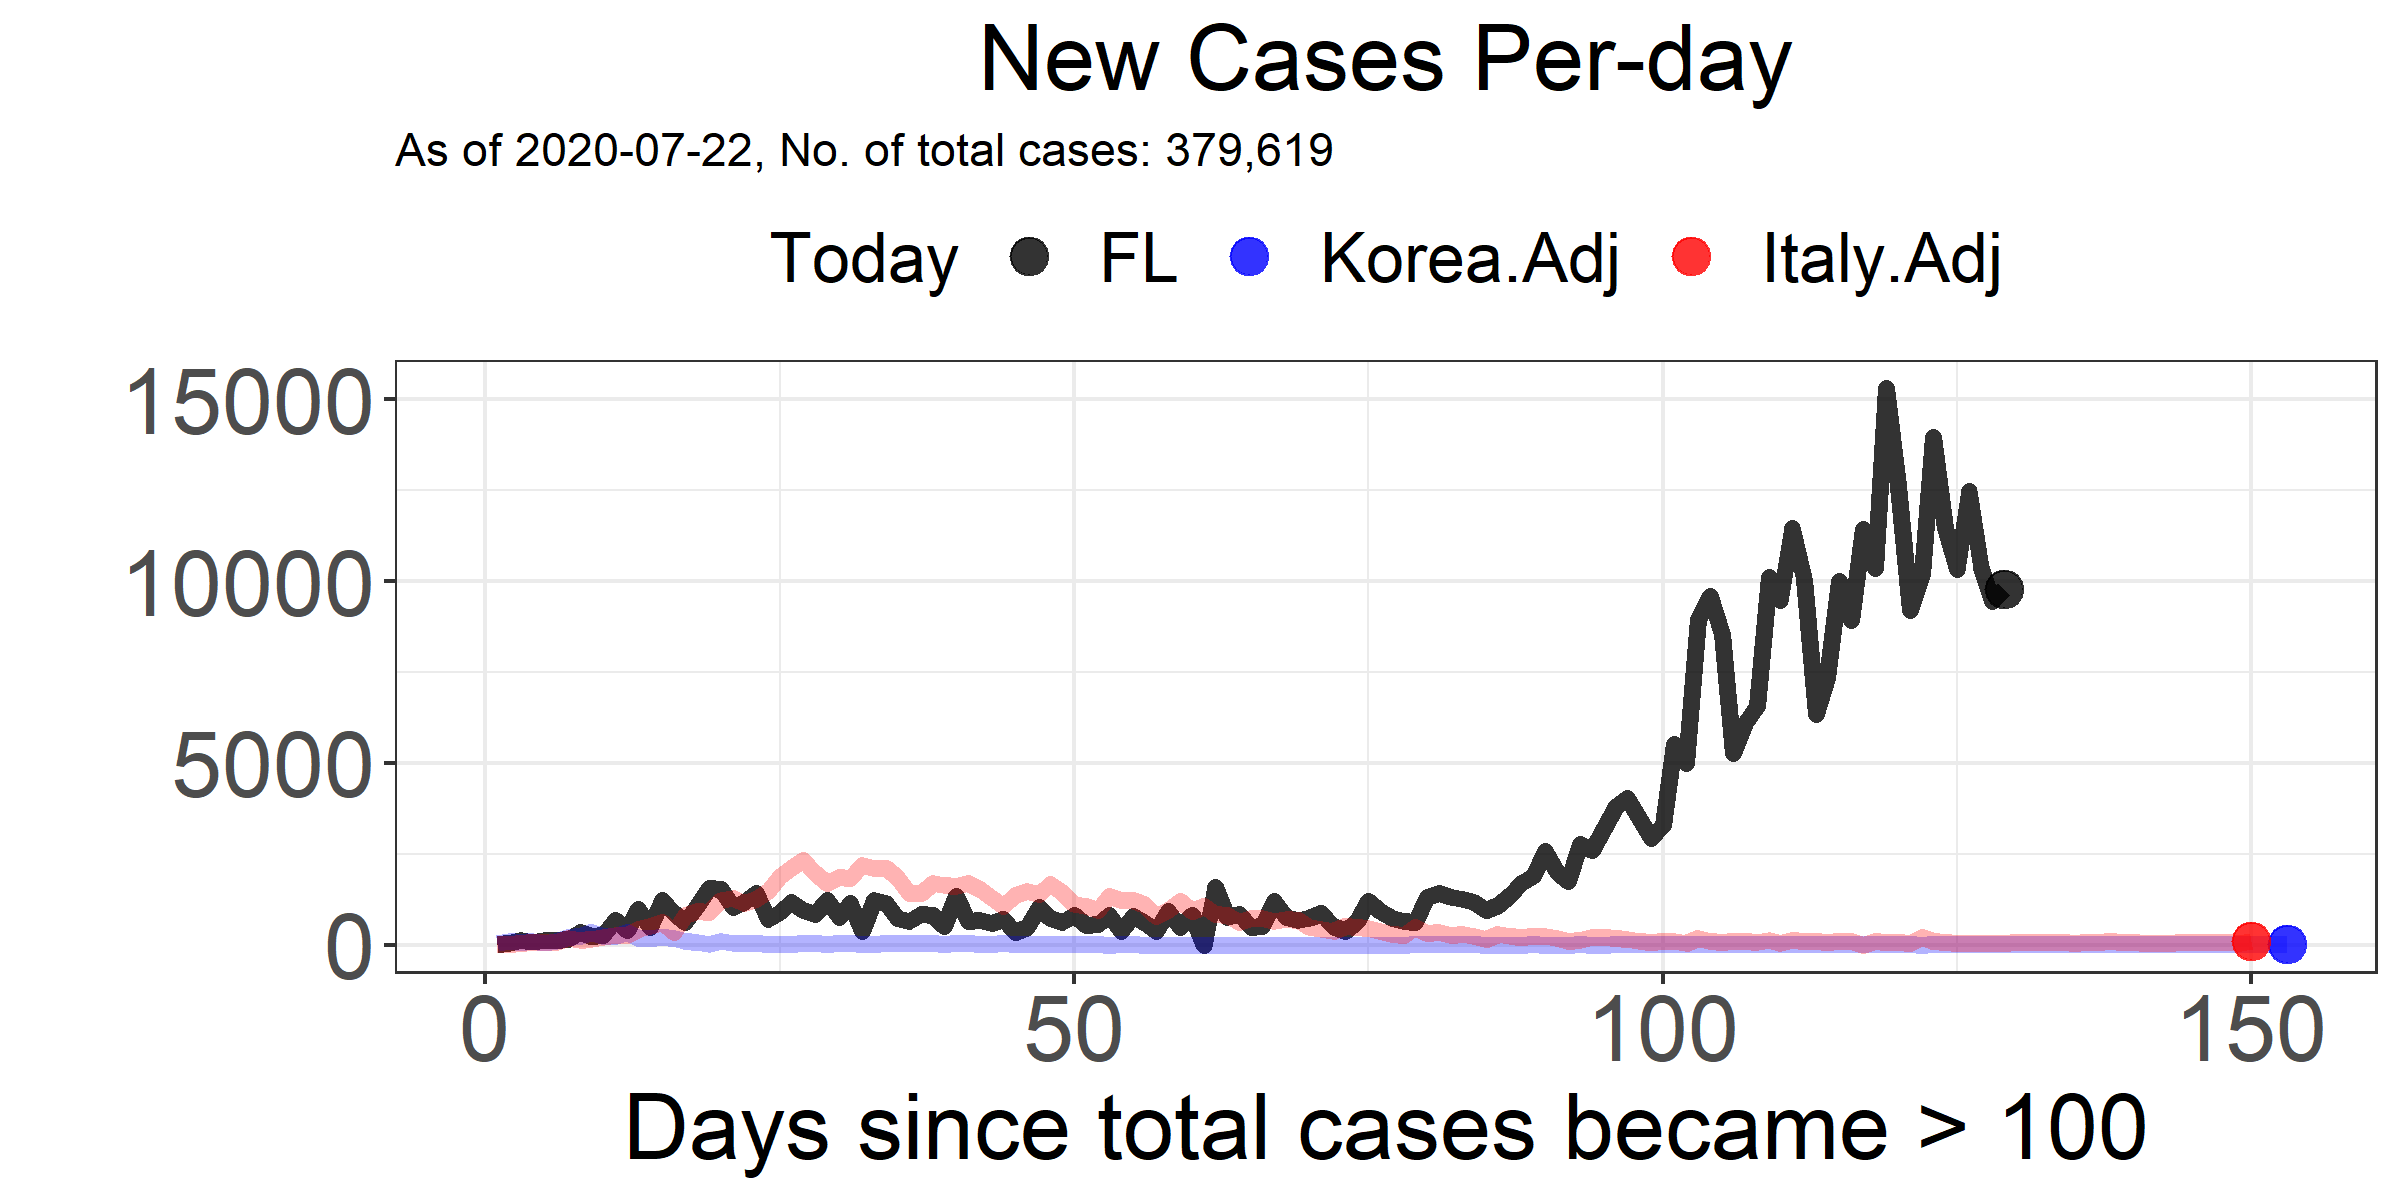 New Cases Per-day
As of 2020-07-22, No. of total cases: 379,619
Today FL Korea.Adj Italy.Adj
15000
10000
5000
0
0 50 100 150
Days since total cases became > 100